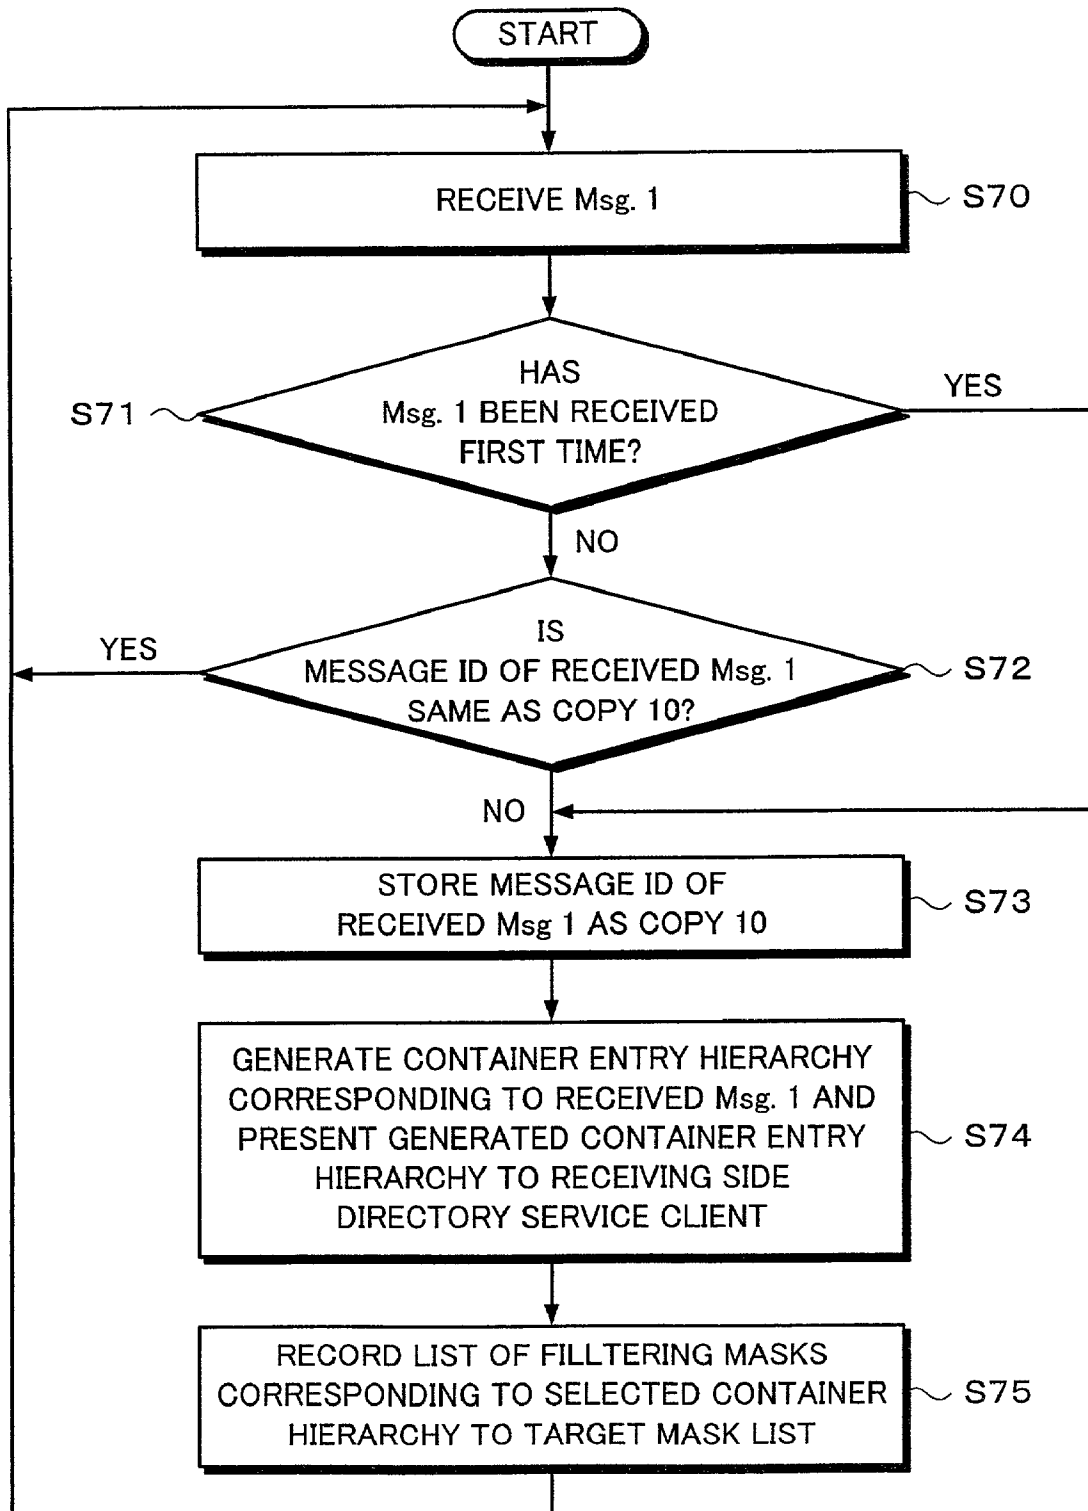 START
RECEIVE Msg. 1
S70
HAS
Msg. 1 BEEN RECEIVED
FIRST TIME?
S71
YES
NO
IS
MESSAGE ID OF RECEIVED Msg. 1
SAME AS COPY 10?
YES
S72
NO
STORE MESSAGE ID OF
RECEIVED Msg 1 AS COPY 10
S73
GENERATE CONTAINER ENTRY HIERARCHY
CORRESPONDING TO RECEIVED Msg. 1 AND
PRESENT GENERATED CONTAINER ENTRY
HIERARCHY TO RECEIVING SIDE
DIRECTORY SERVICE CLIENT
S74
RECORD LIST OF FILLTERING MASKS
CORRESPONDING TO SELECTED CONTAINER
HIERARCHY TO TARGET MASK LIST
S75